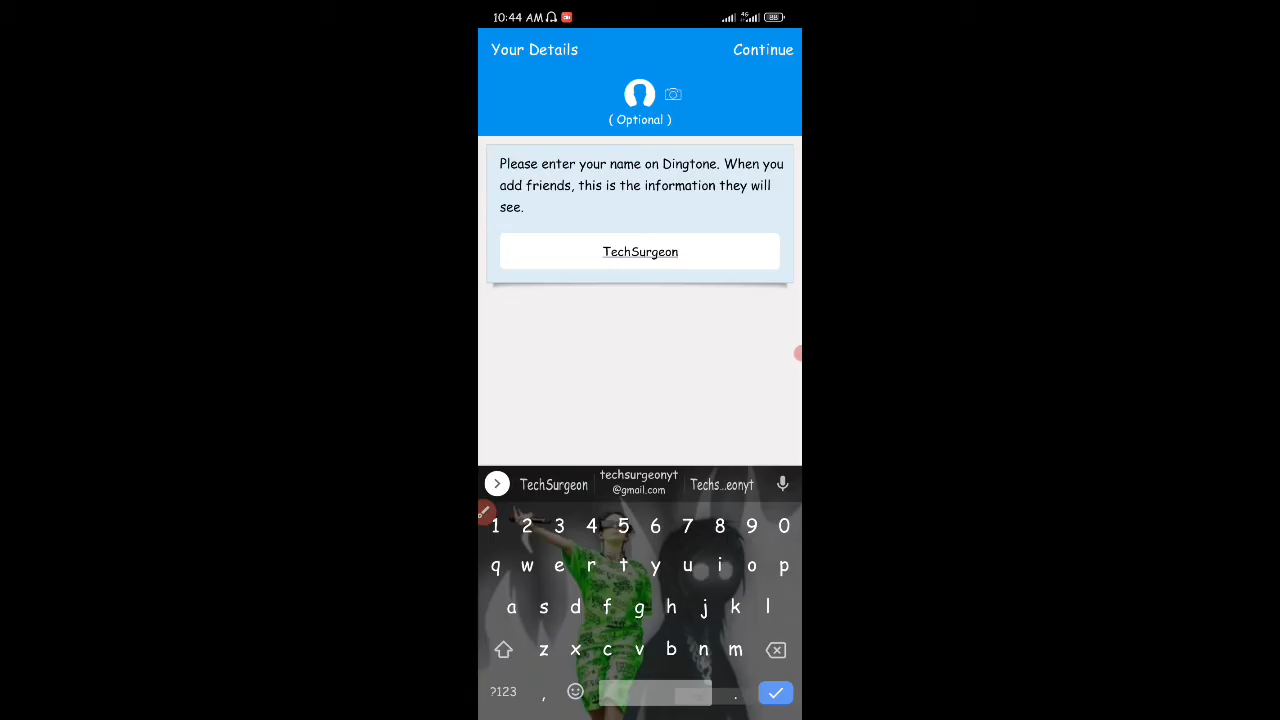 10:44 AM 4G 88
Your Details Continue
( Optional )
Please enter your name on Dingtone. When you
add friends, this is the information they will
see.
TechSurgeon
TechSurgeon techsurgeonyt Techs...eonyt
@gmail.com
1 2 3 4 5 6 7 8 9 0
q w e r t y u i o p
a s d f g h j k l
z x c v b n m
?123 , .